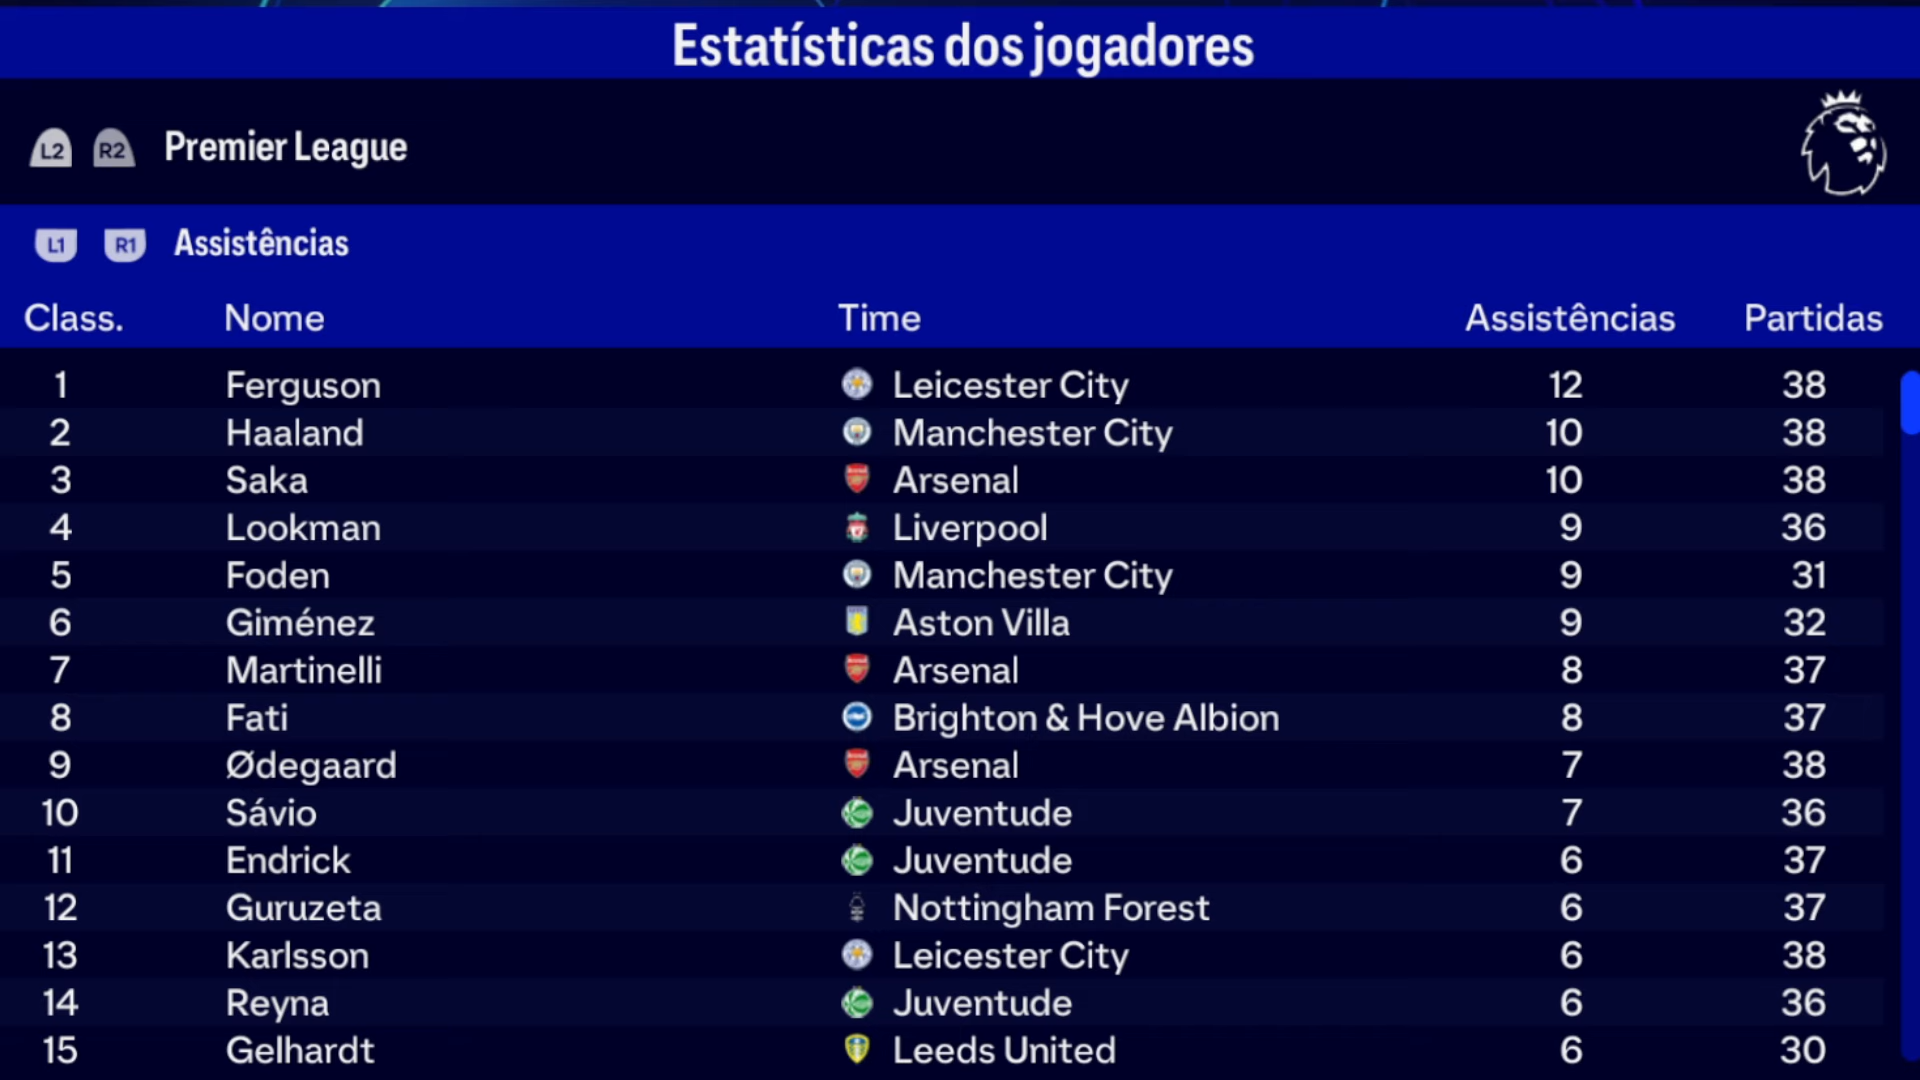 Estatísticas dos jogadores
L2 R2 Premier League
L1 R1 Assistências
Class. Nome Time Assistências Partidas
1 Ferguson Leicester City 12 38
2 Haaland Manchester City 10 38
3 Saka Arsenal 10 38
4 Lookman Liverpool 9 36
5 Foden Manchester City 9 31
6 Giménez Aston Villa 9 32
7 Martinelli Arsenal 8 37
8 Fati Brighton & Hove Albion 8 37
9 Ødegaard Arsenal 7 38
10 Sávio Juventude 7 36
11 Endrick Juventude 6 37
12 Guruzeta Nottingham Forest 6 37
13 Karlsson Leicester City 6 38
14 Reyna Juventude 6 36
15 Gelhardt Leeds United 6 30